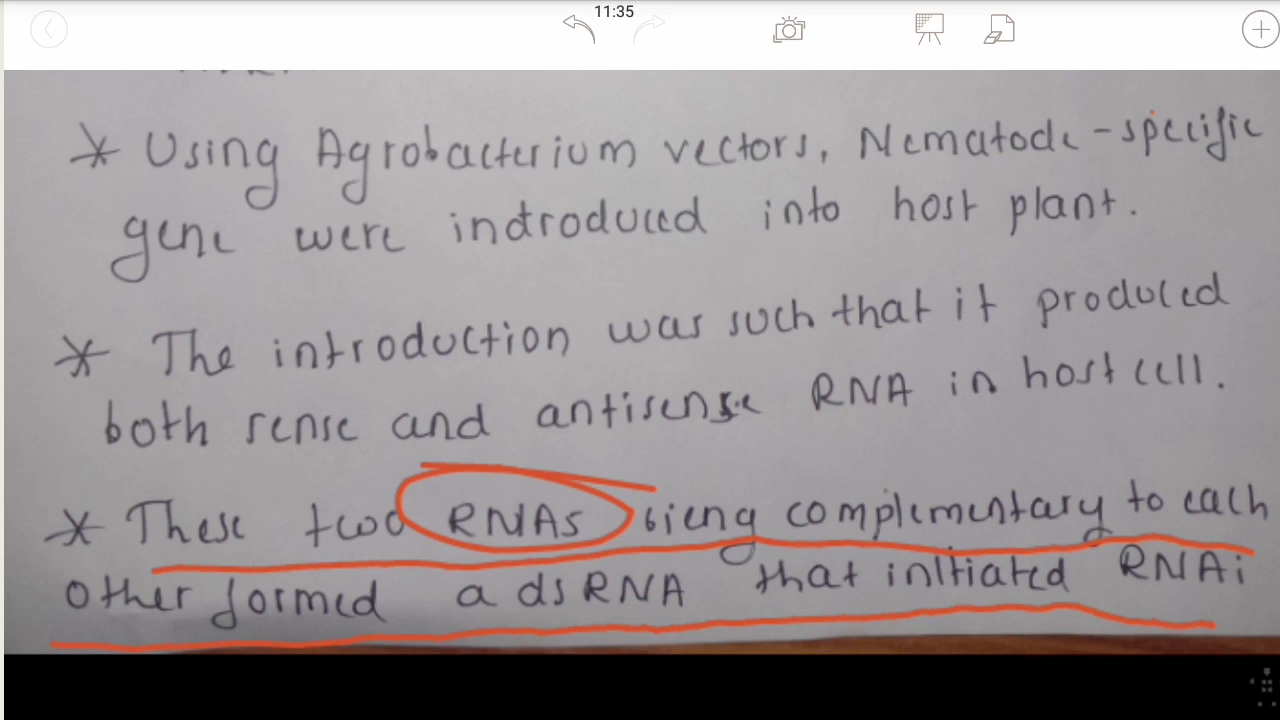 11:35
* Using Agrobacterium vectors, Nematode-specific
gene were indtroduced into host plant.
* The introduction was such that it produced
both sense and antisense RNA in host cell.
* These two RNAs bieng complementary to each
other formed a dsRNA that initiated RNAi